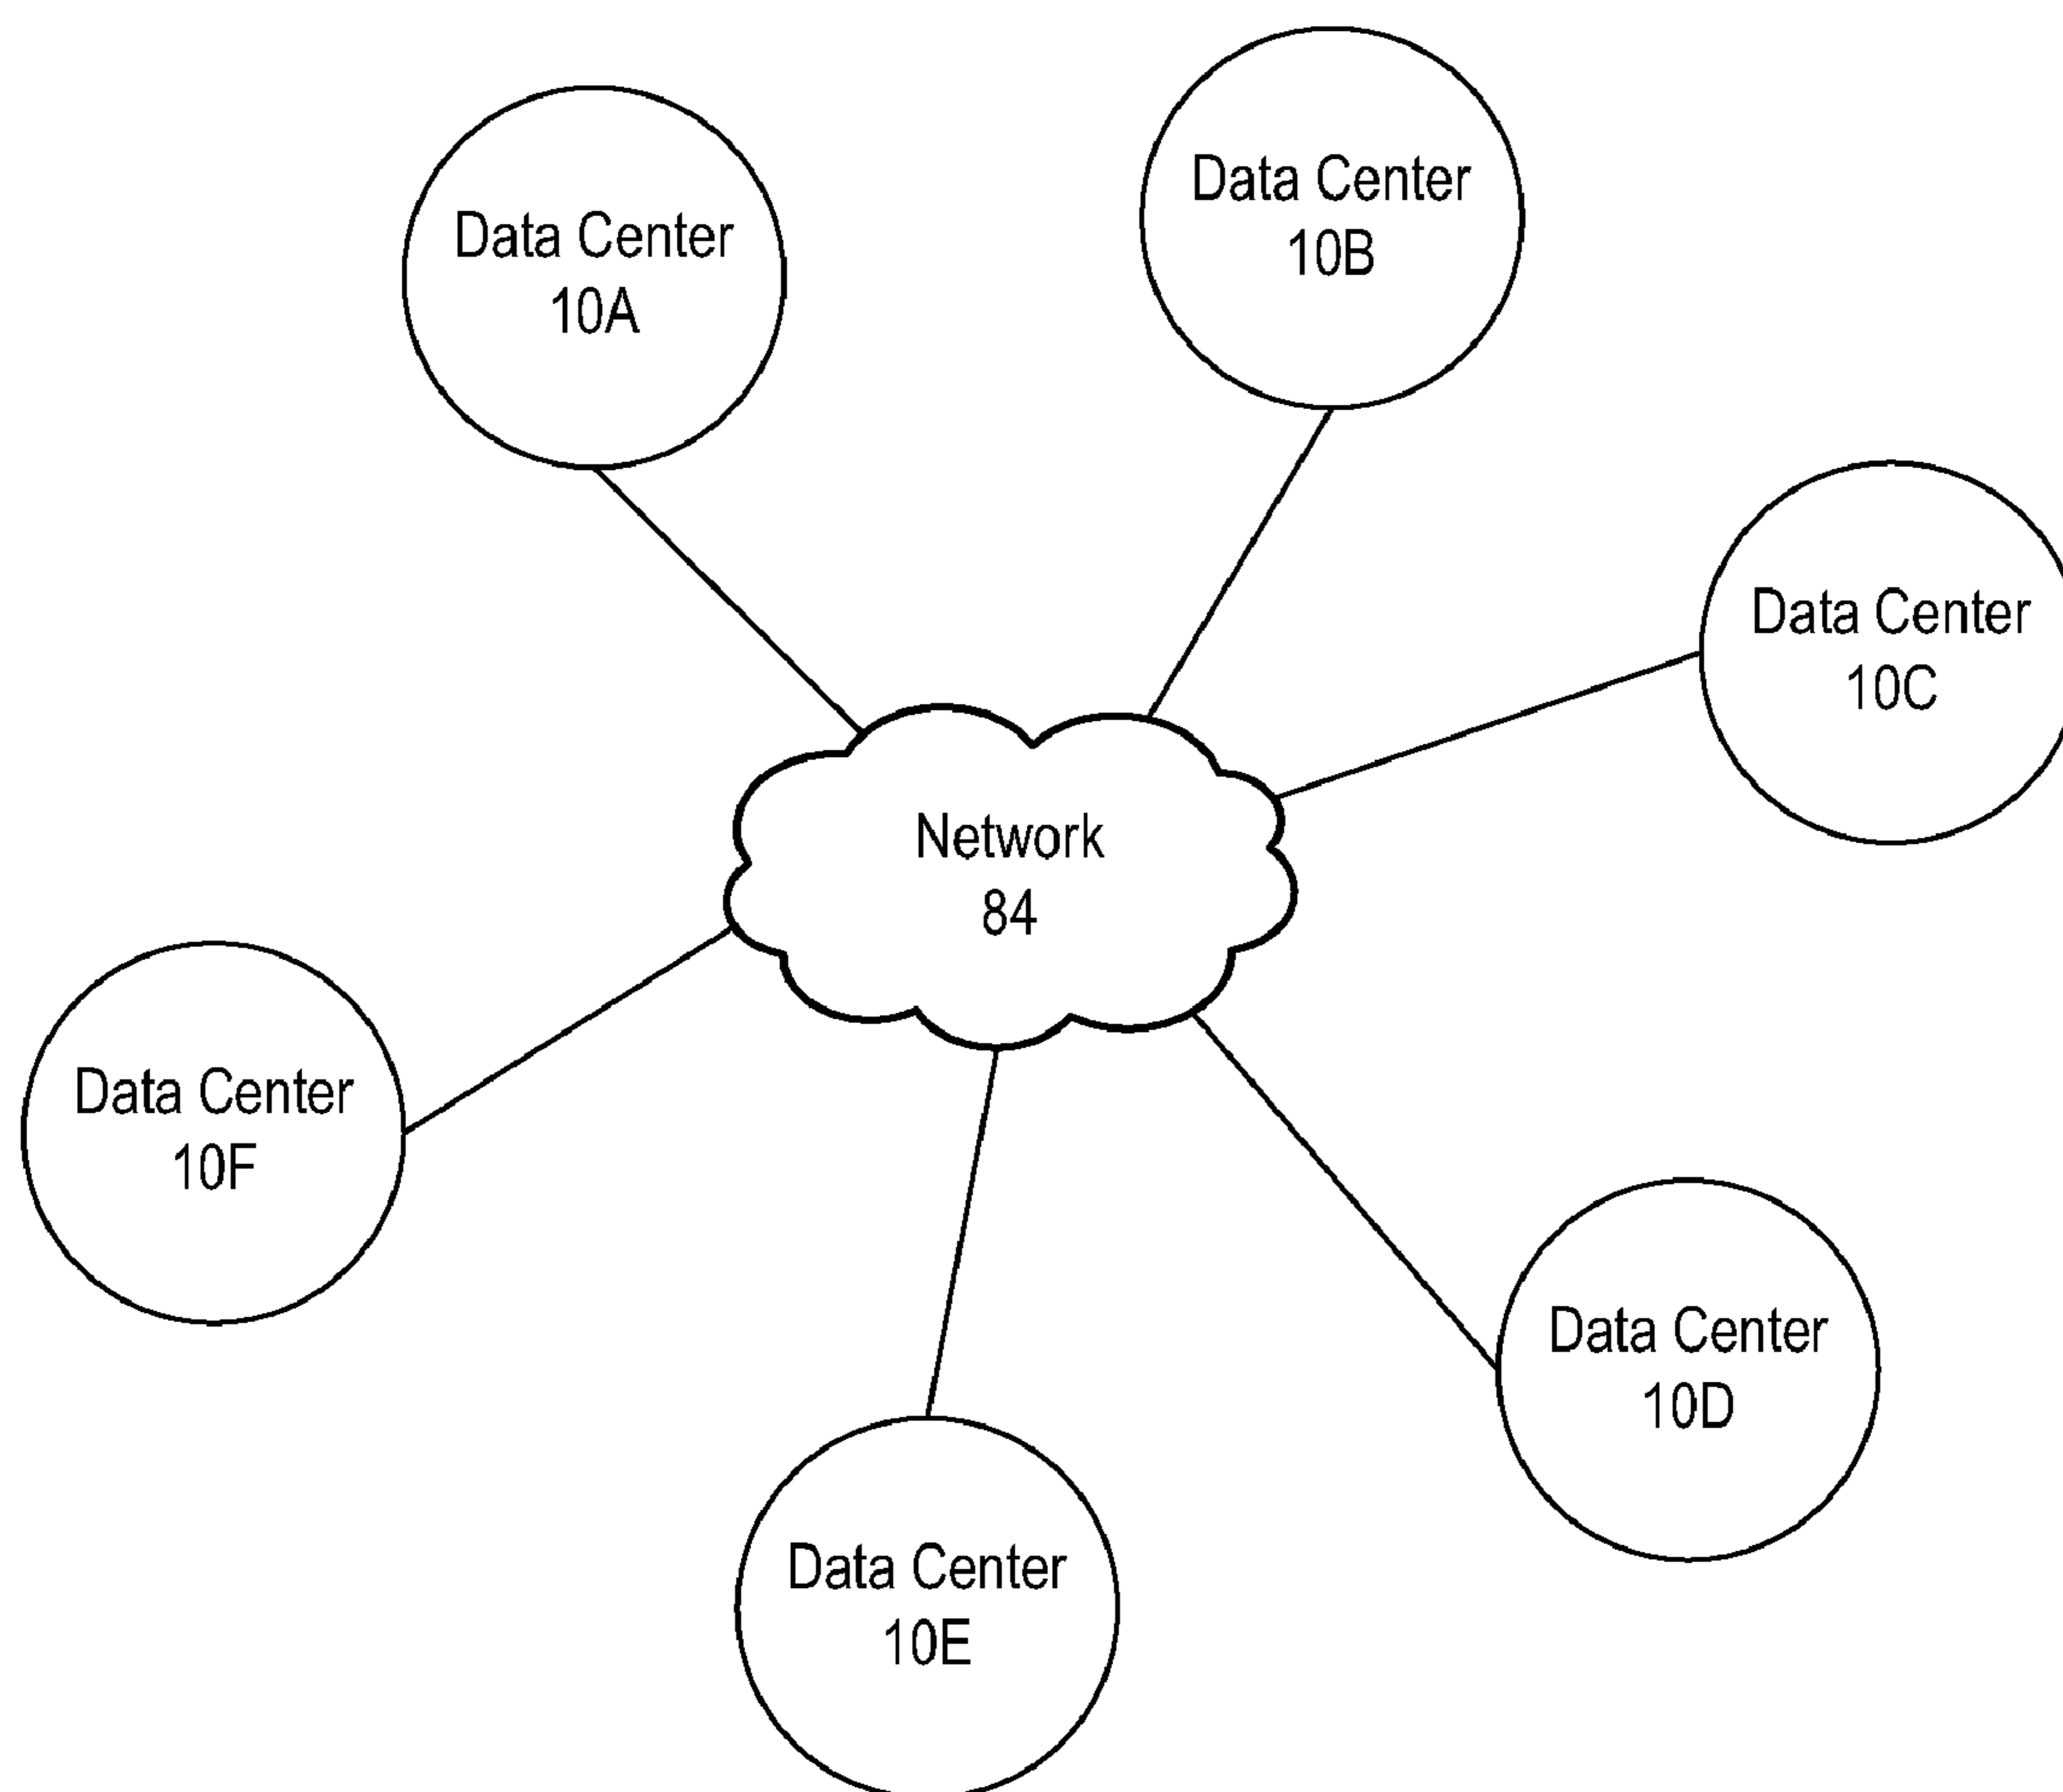 Data Center
10A
Data Center
10B
Data Center
10C
Network
84
Data Center
10F
Data Center
10D
Data Center
10E